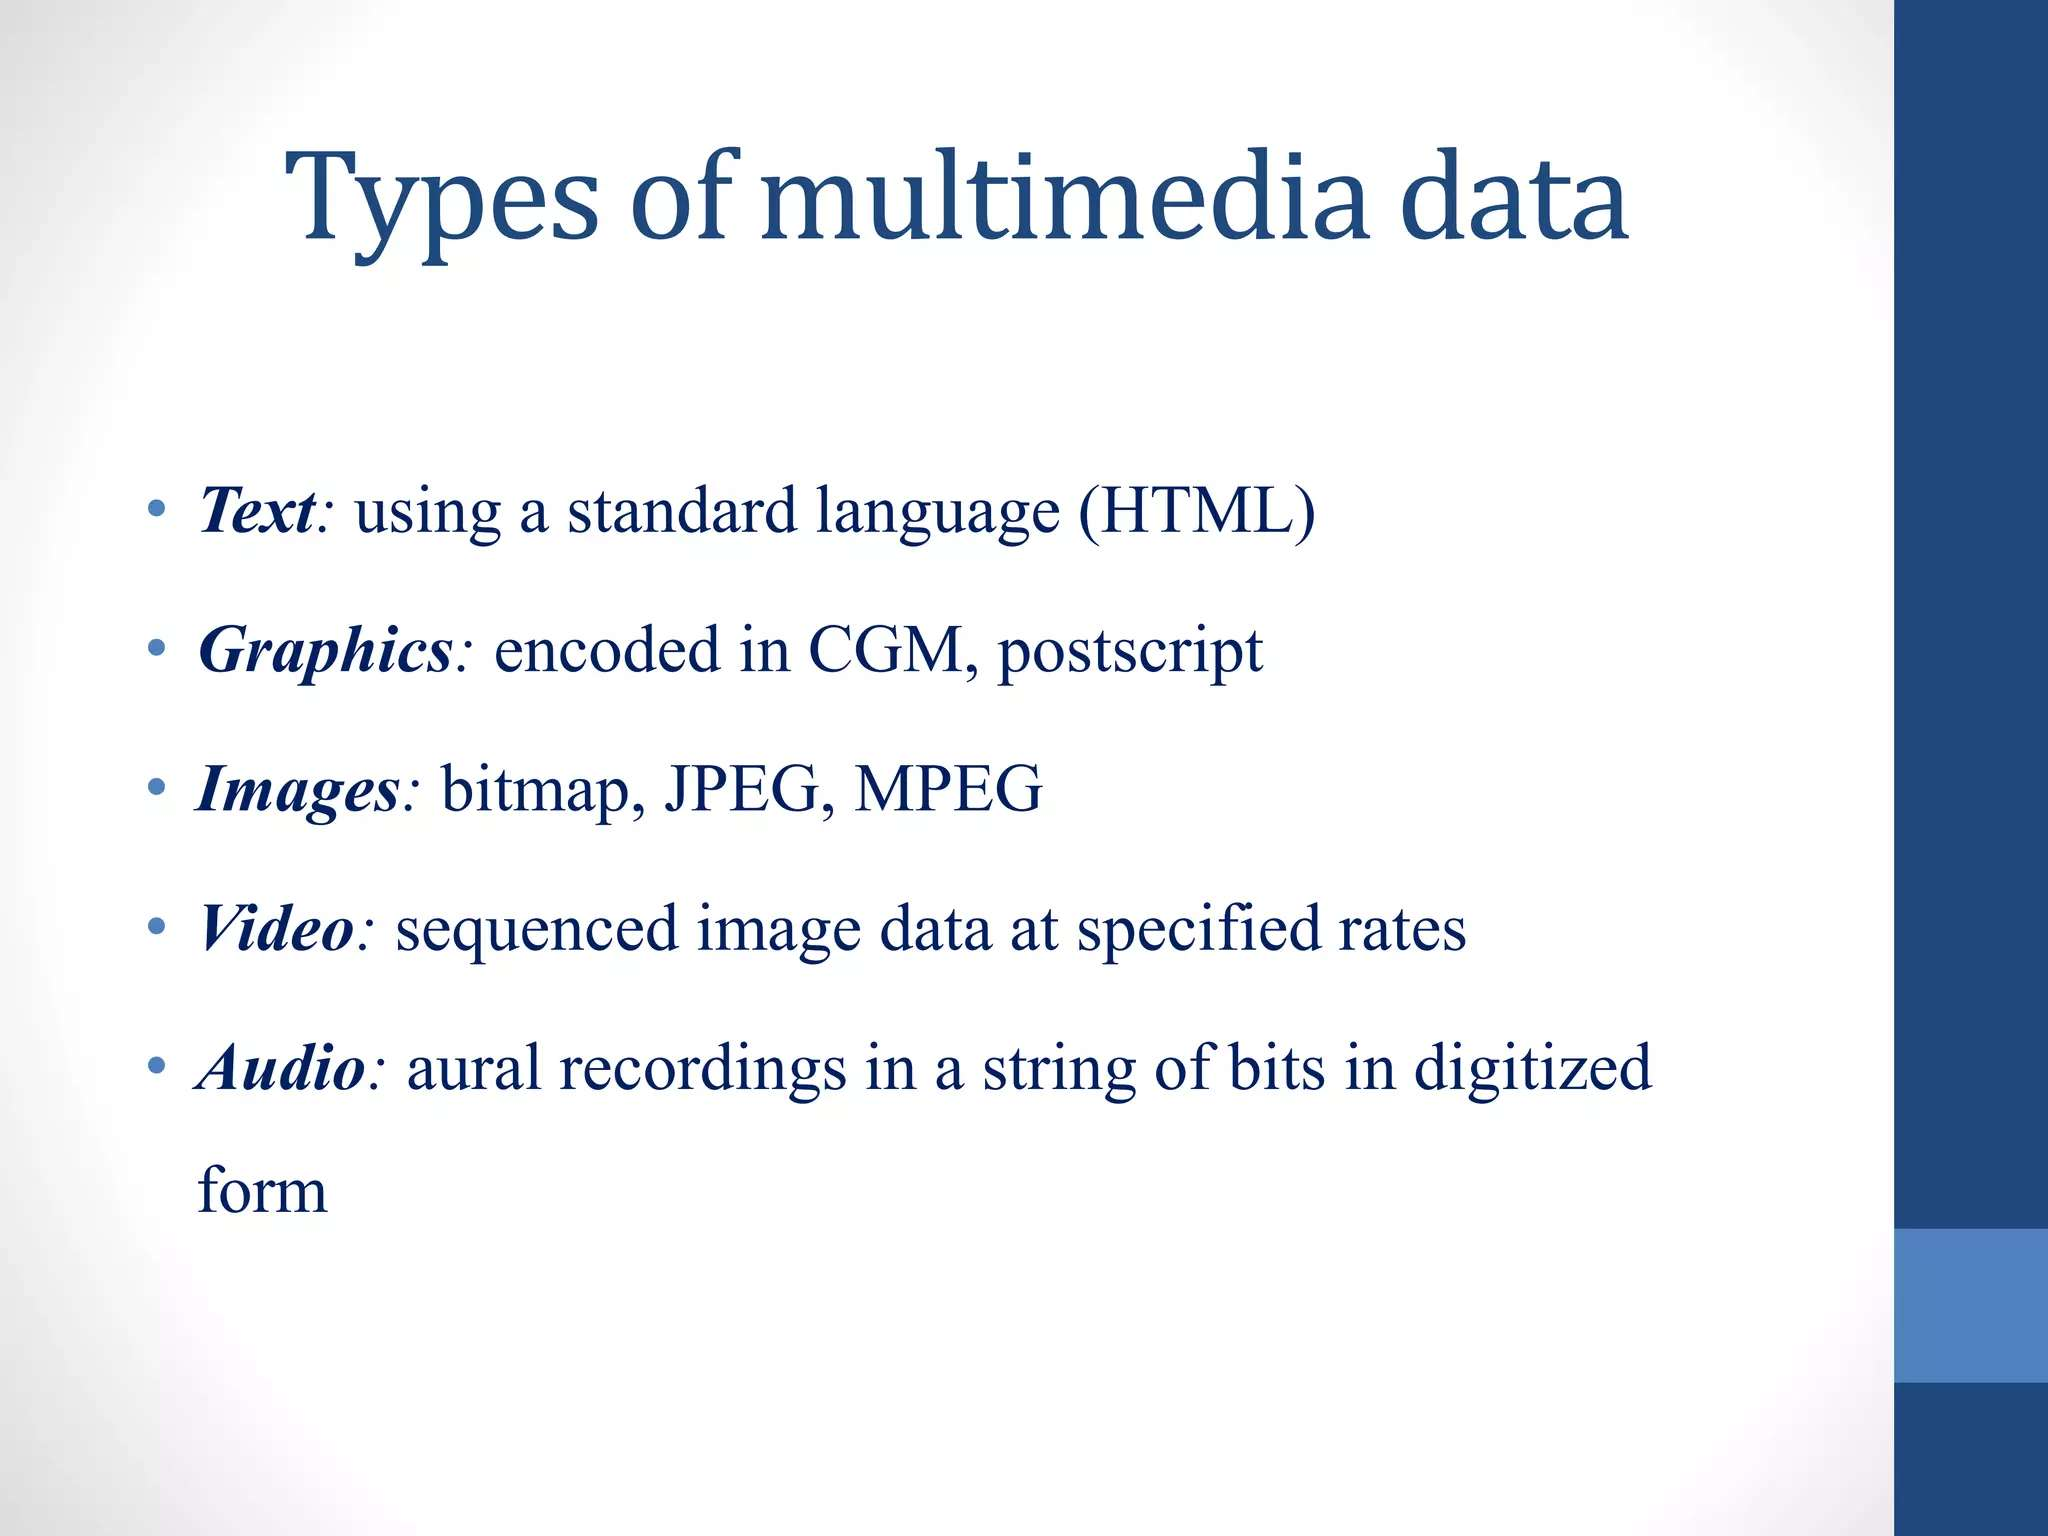 Types of multimedia data
• Text: using a standard language (HTML)
• Graphics: encoded in CGM, postscript
• Images: bitmap, JPEG, MPEG
• Video: sequenced image data at specified rates
• Audio: aural recordings in a string of bits in digitized
form